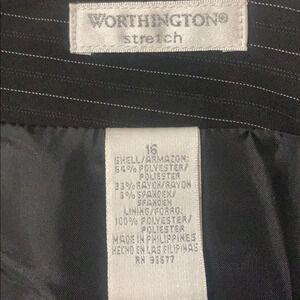 WORTHINGTON®
stretch
16
SHELL/ARMAZON:
64% POLYESTER/
POLIESTER
33% RAYON/RAYON
3% SPANDEX/
SPANDEX
LINING/FORRO:
100% POLYESTER/
POLIESTER
MADE IN PHILIPPINES
HECHO EN LAS FILIPINAS
RN 93677